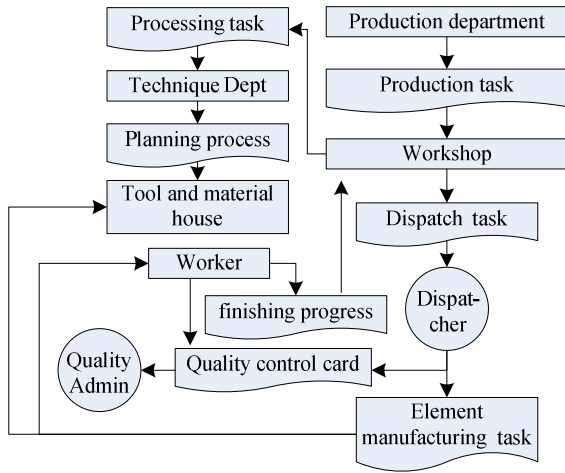 Processing task
Production department
Technique Dept
Production task
Planning process
Workshop
Tool and material
house
Dispatch task
Worker
finishing progress
Dispat-
cher
Quality
Admin
Quality control card
Element
manufacturing task